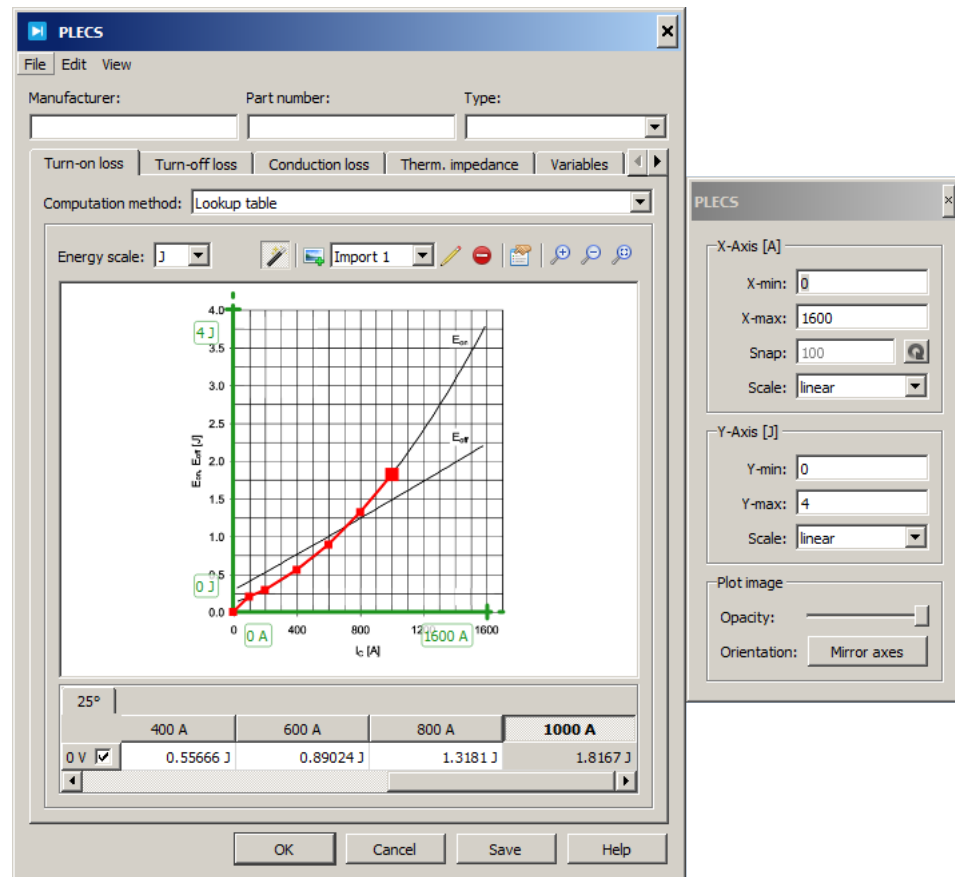 PLECS
File Edit View
Manufacturer: Part number: Type:
Turn-on loss Turn-off loss Conduction loss Therm. impedance Variables
Computation method: Lookup table
Energy scale: J Import 1
4.0
4 J
3.5
3.0
2.5
2.0
1.5
1.0
0.5
0 J
0.0
Eon, Eoff [J]
Eon
Eoff
0 400 800 1200 1600
0 A 1600 A
IC [A]
25°
400 A 600 A 800 A 1000 A
0 V 0.55666 J 0.89024 J 1.3181 J 1.8167 J
OK Cancel Save Help
PLECS
X-Axis [A]
X-min: 0
X-max: 1600
Snap: 100
Scale: linear
Y-Axis [J]
Y-min: 0
Y-max: 4
Scale: linear
Plot image
Opacity:
Orientation: Mirror axes